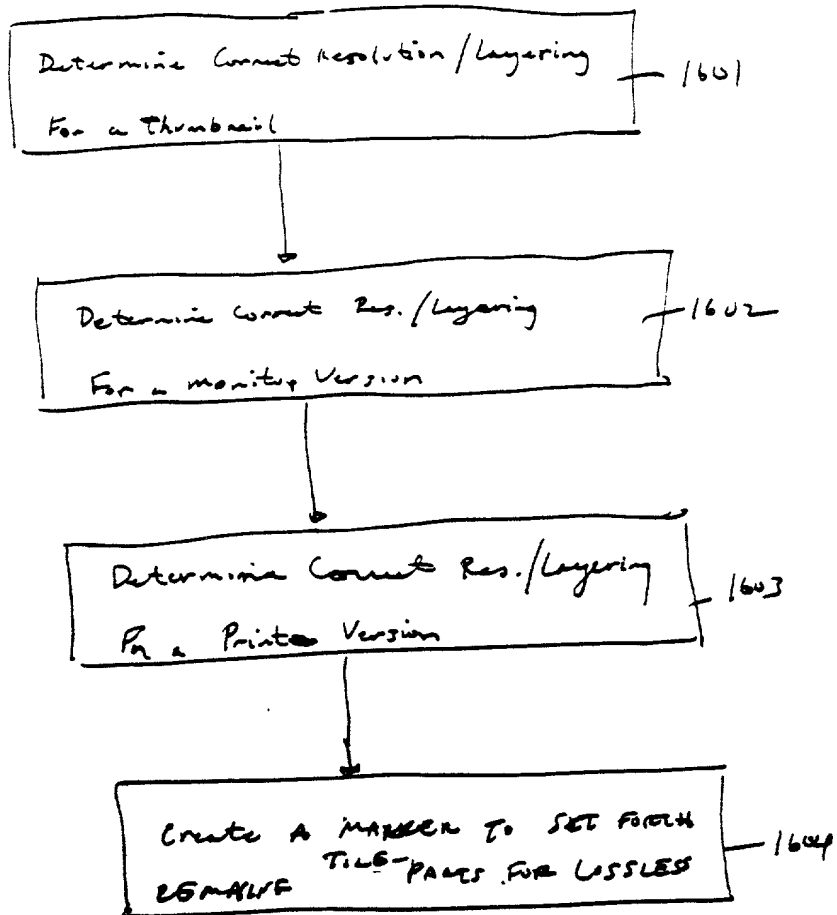 Determine Correct Resolution/Layering
For a Thumbnail
1601
Determine Correct Res./Layering
For a Monitor Version
1602
Determine Correct Res./Layering
For a Printer Version
1603
Create A MARKER TO SET FORTH
TILE-PARTS FOR LOSSLESS
1604